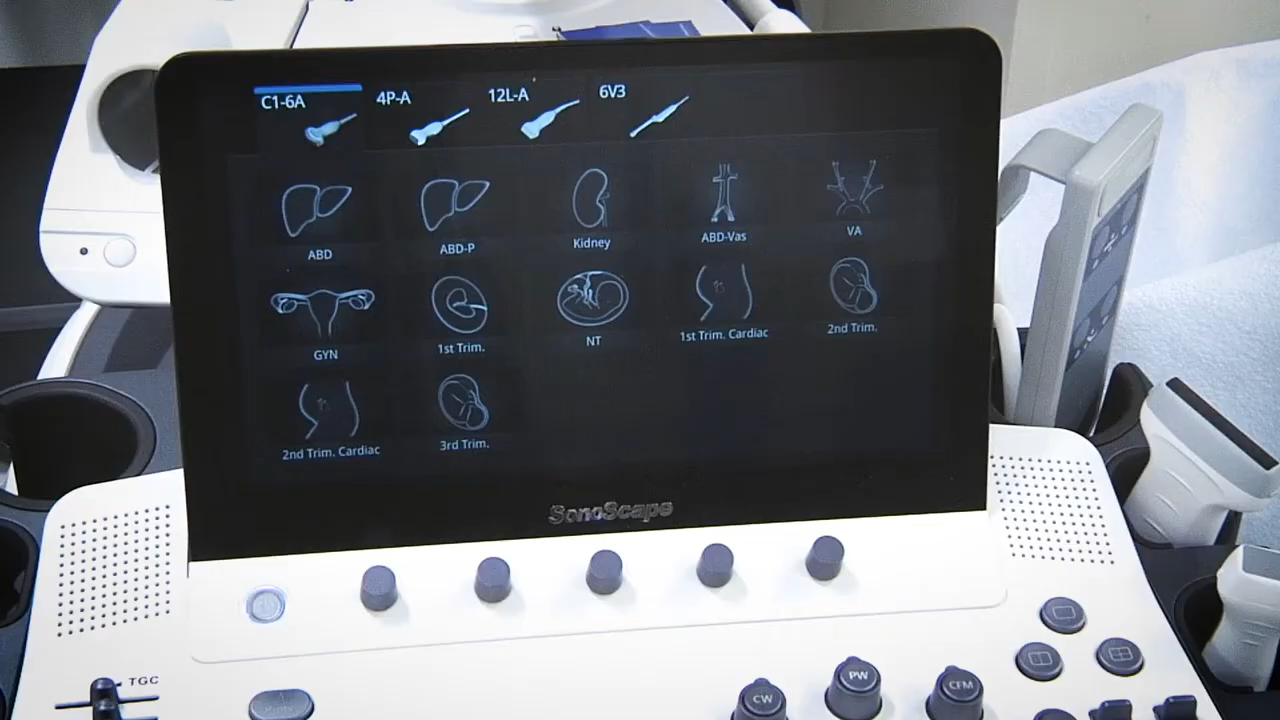 C1-6A 4P-A 12L-A 6V3
ABD ABD-P Kidney ABD-Vas VA
GYN 1st Trim. NT 1st Trim. Cardiac 2nd Trim.
2nd Trim. Cardiac 3rd Trim.
SonoScape
TGC
CW PW CFM